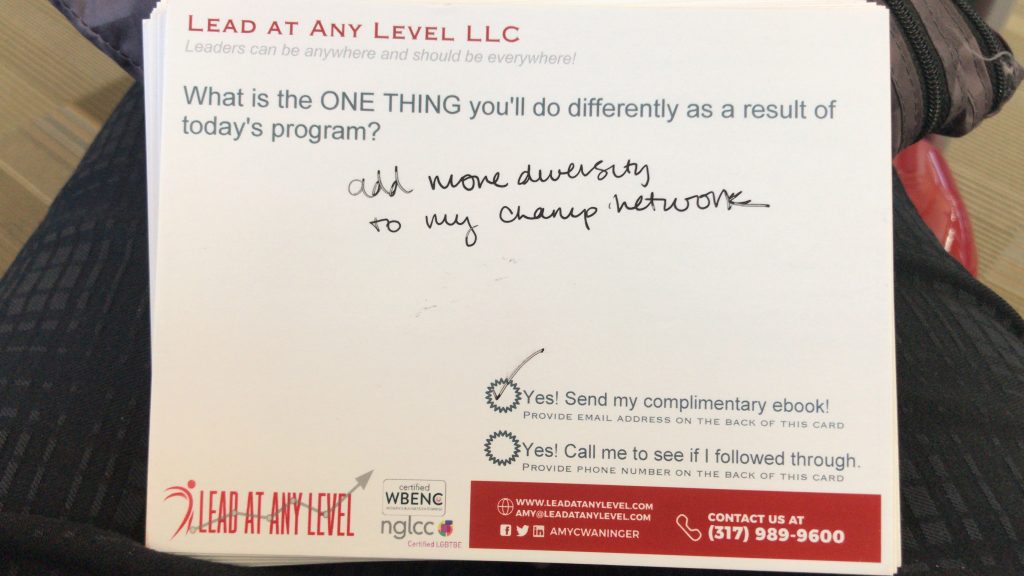 LEAD AT ANY LEVEL LLC
Leaders can be anywhere and should be everywhere!
What is the ONE THING you'll do differently as a result of
today's program?
add more diversity
to my champ network
Yes! Send my complimentary ebook!
PROVIDE EMAIL ADDRESS ON THE BACK OF THIS CARD
Yes! Call me to see if I followed through.
PROVIDE PHONE NUMBER ON THE BACK OF THIS CARD
LEAD AT ANY LEVEL
certified
WBENC
nglcc
Certified LGBTBE
WWW.LEADATANYLEVEL.COM
AMY@LEADATANYLEVEL.COM
AMYCWANINGER
CONTACT US AT
(317) 989-9600